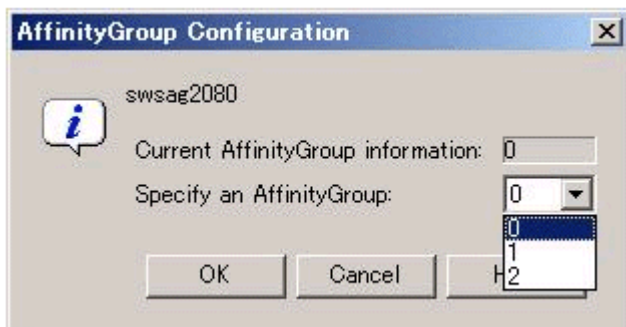 AffinityGroup Configuration
swsag2080
Current AffinityGroup information: 0
Specify an AffinityGroup: 0
0
1
2
OK
Cancel